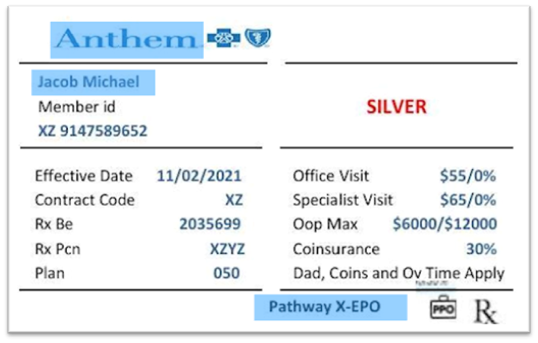 Anthem
Jacob Michael
Member id
XZ 9147589652
SILVER
Effective Date 11/02/2021
Contract Code XZ
Rx Be 2035699
Rx Pcn XZYZ
Plan 050
Office Visit $55/0%
Specialist Visit $65/0%
Oop Max $6000/$12000
Coinsurance 30%
Dad, Coins and Ov Time Apply
Pathway X-EPO
PPO
Rx